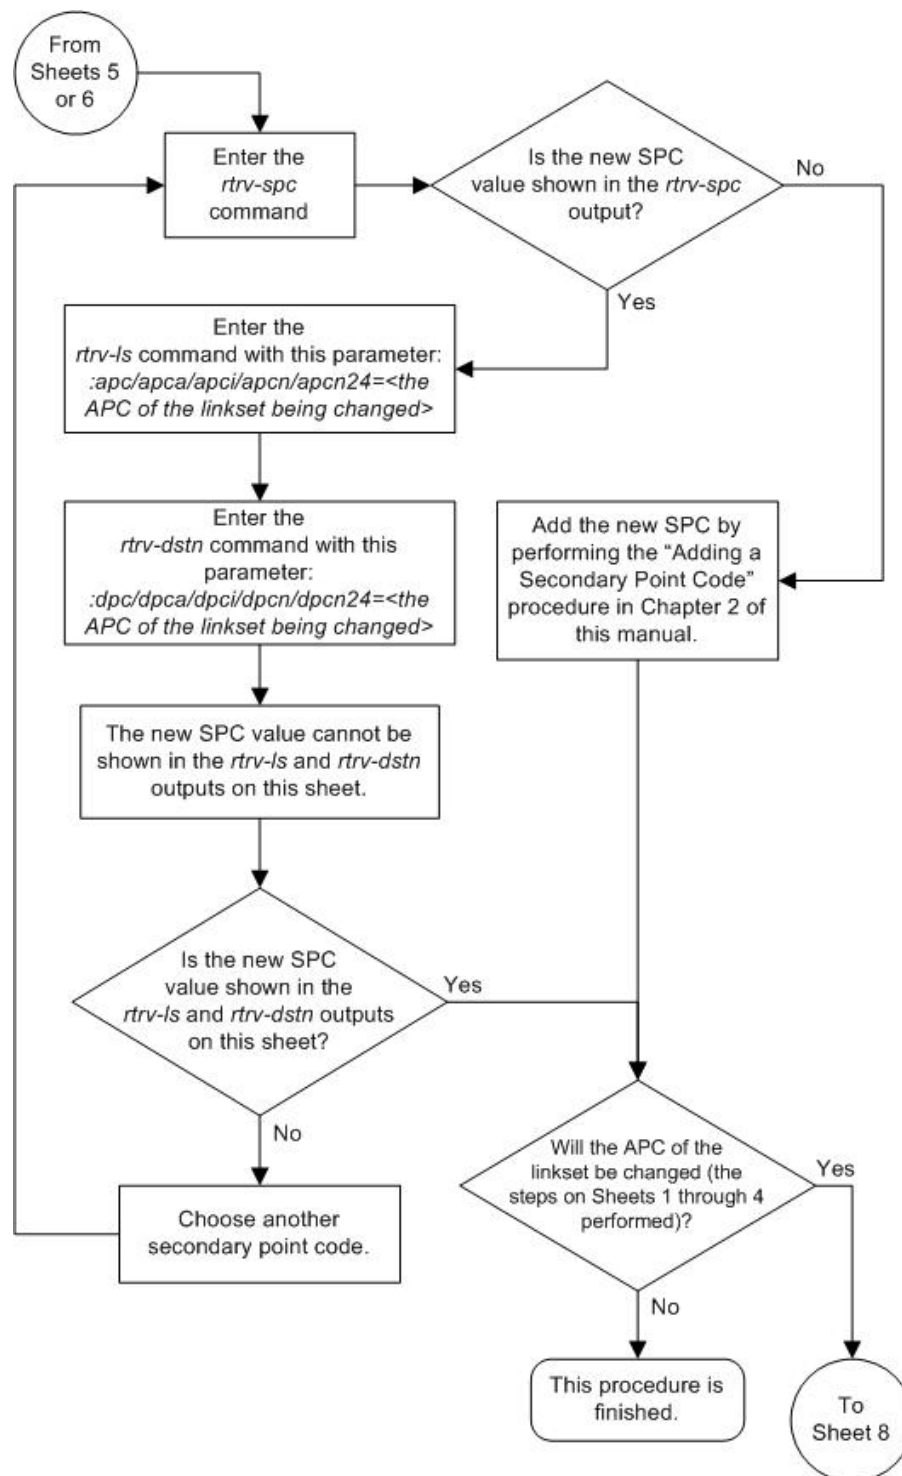 From
Sheets 5
or 6
Enter the
rtrv-spc
command
Is the new SPC
value shown in the rtrv-spc
output?
No
Yes
Enter the
rtrv-ls command with this parameter:
:apc/apca/apci/apcn/apcn24=<the
APC of the linkset being changed>
Enter the
rtrv-dstn command with this
parameter:
:dpc/dpca/dpci/dpcn/dpcn24=<the
APC of the linkset being changed>
Add the new SPC by
performing the “Adding a
Secondary Point Code”
procedure in Chapter 2 of
this manual.
The new SPC value cannot be
shown in the rtrv-ls and rtrv-dstn
outputs on this sheet.
Is the new SPC
value shown in the
rtrv-ls and rtrv-dstn outputs
on this sheet?
Yes
No
Choose another
secondary point code.
Will the APC of the
linkset be changed (the
steps on Sheets 1 through 4
performed)?
Yes
No
This procedure is
finished.
To
Sheet 8